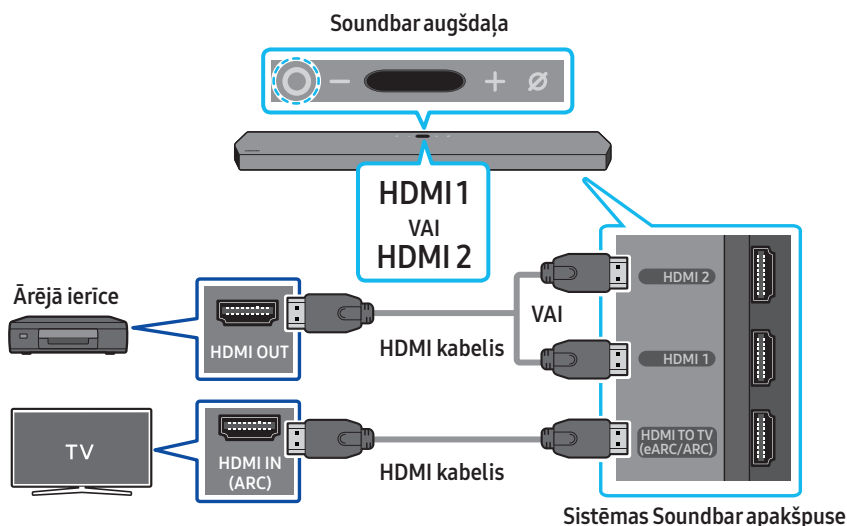 Soundbar augšdaļa
HDMI 1
VAI
HDMI 2
Ārējā ierīce
HDMI OUT
HDMI kabelis
VAI
HDMI 2
HDMI 1
TV
HDMI IN
(ARC)
HDMI kabelis
HDMI TO TV
(eARC/ARC)
Sistēmas Soundbar apakšpuse